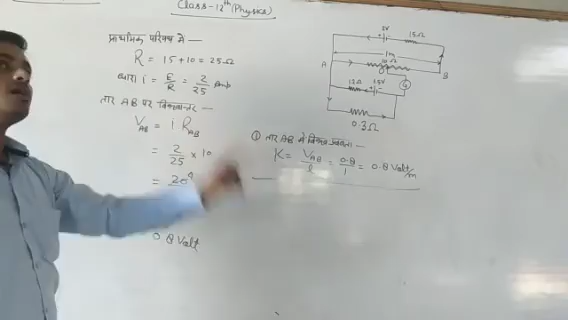 Class-12th (Physics)
प्राथमिक परिपथ में —
R = 15 + 10 = 25Ω
धारा i = E/R = 2/25 Amp
तार AB पर विभवान्तर —
V_AB = i R_AB
= 2/25 × 10
= 20
0.8 Volt
① तार AB में विभव प्रवणता —
K = V_AB/l = 0.8/1 = 0.8 Volt/m
2V
15Ω
1m
10Ω
A
B
G
1.5V
0.3Ω